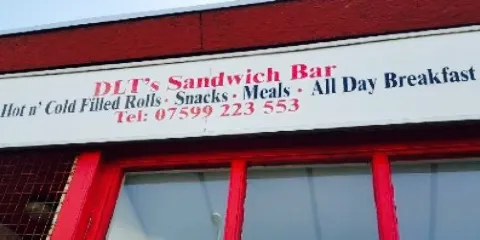 DLT's Sandwich Bar
Hot n' Cold Filled Rolls · Snacks · Meals · All Day Breakfast
Tel: 07599 223 553